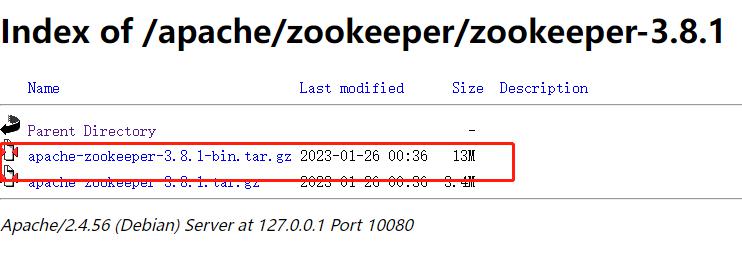 Index of /apache/zookeeper/zookeeper-3.8.1
Name Last modified Size Description
Parent Directory -
apache-zookeeper-3.8.1-bin.tar.gz 2023-01-26 00:36 13M
apache-zookeeper-3.8.1.tar.gz 2023-01-26 00:36 3.4M
Apache/2.4.56 (Debian) Server at 127.0.0.1 Port 10080